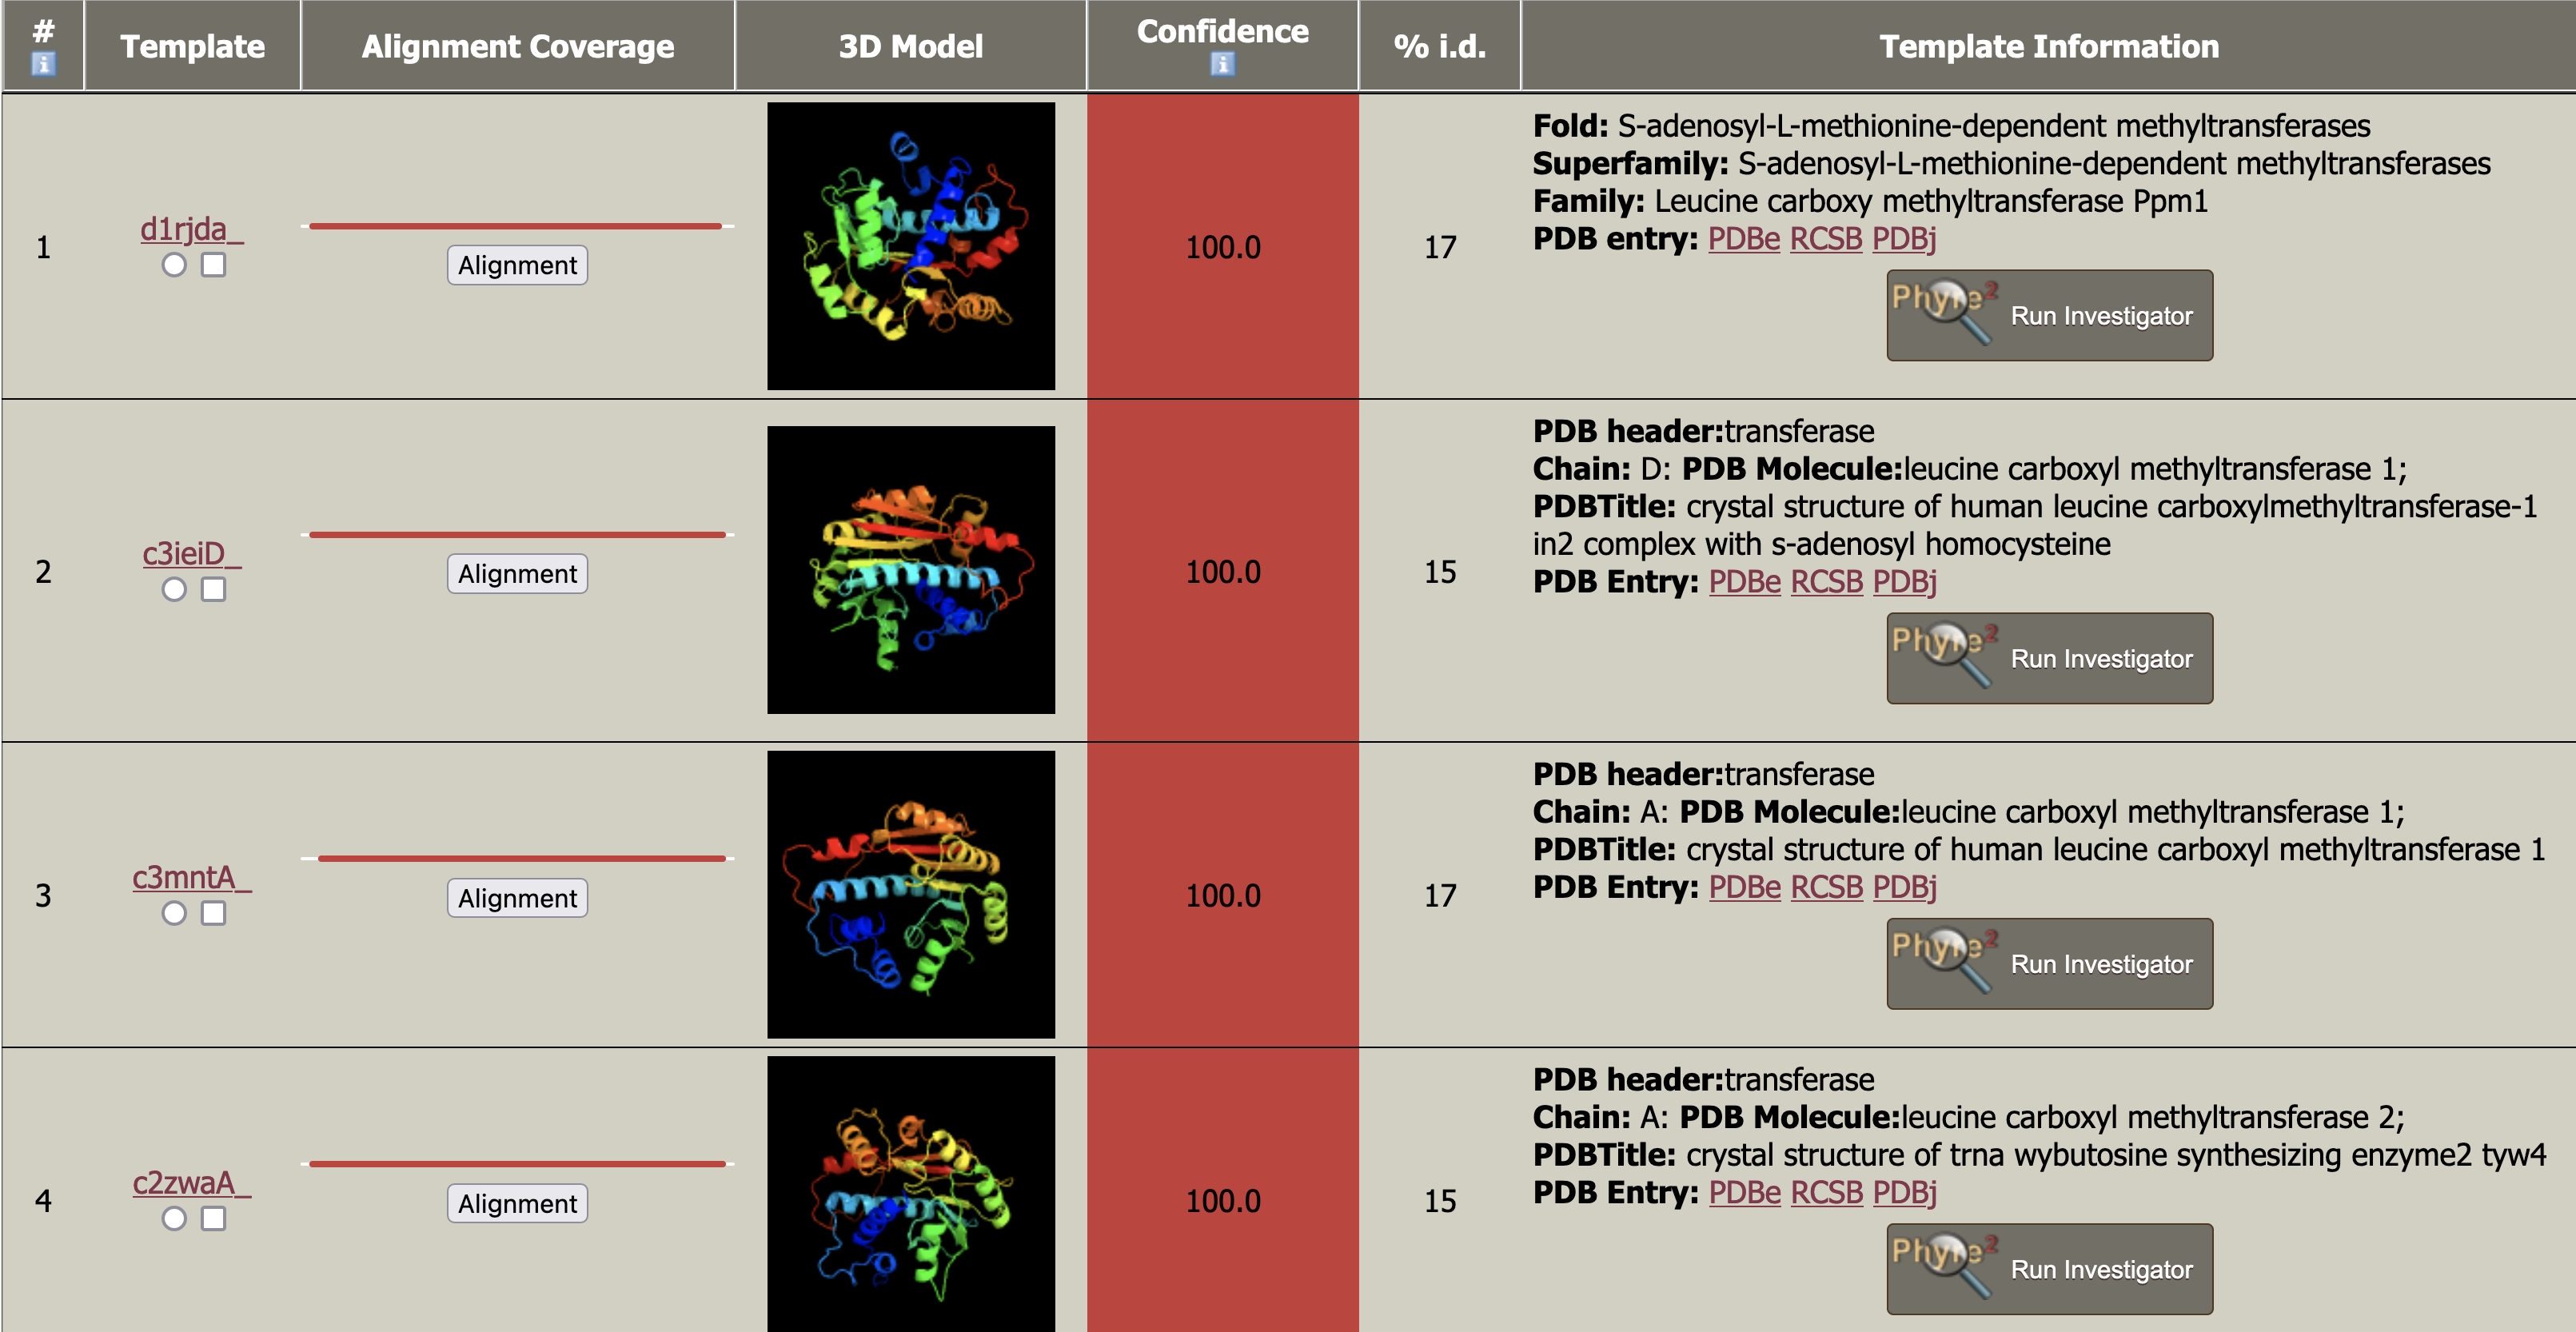 # Template Alignment Coverage 3D Model Confidence % i.d. Template Information
1
d1rjda_
Alignment
100.0
17
Fold: S-adenosyl-L-methionine-dependent methyltransferases
Superfamily: S-adenosyl-L-methionine-dependent methyltransferases
Family: Leucine carboxy methyltransferase Ppm1
PDB entry: PDBe RCSB PDBj
Phyre2 Run Investigator
2
c3ieiD_
Alignment
100.0
15
PDB header:transferase
Chain: D: PDB Molecule:leucine carboxyl methyltransferase 1;
PDBTitle: crystal structure of human leucine carboxylmethyltransferase-1
in2 complex with s-adenosyl homocysteine
PDB Entry: PDBe RCSB PDBj
Phyre2 Run Investigator
3
c3mntA_
Alignment
100.0
17
PDB header:transferase
Chain: A: PDB Molecule:leucine carboxyl methyltransferase 1;
PDBTitle: crystal structure of human leucine carboxyl methyltransferase 1
PDB Entry: PDBe RCSB PDBj
Phyre2 Run Investigator
4
c2zwaA_
Alignment
100.0
15
PDB header:transferase
Chain: A: PDB Molecule:leucine carboxyl methyltransferase 2;
PDBTitle: crystal structure of trna wybutosine synthesizing enzyme2 tyw4
PDB Entry: PDBe RCSB PDBj
Phyre2 Run Investigator